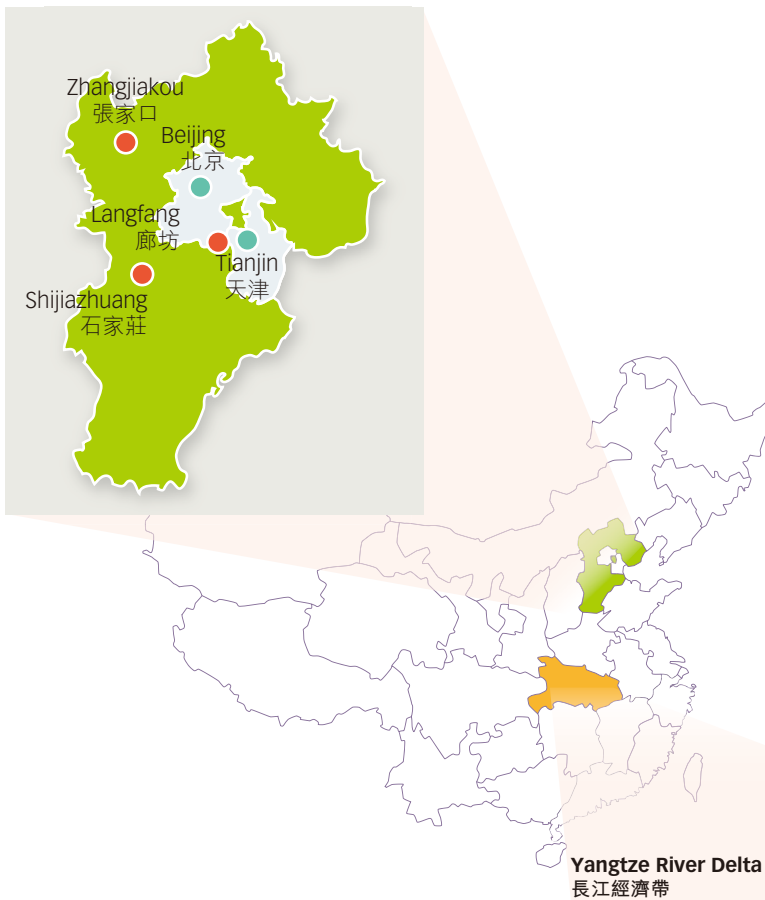 Zhangjiakou
張家口
Beijing
北京
Langfang
廊坊
Tianjin
天津
Shijiazhuang
石家莊
Yangtze River Delta
長江經濟帶